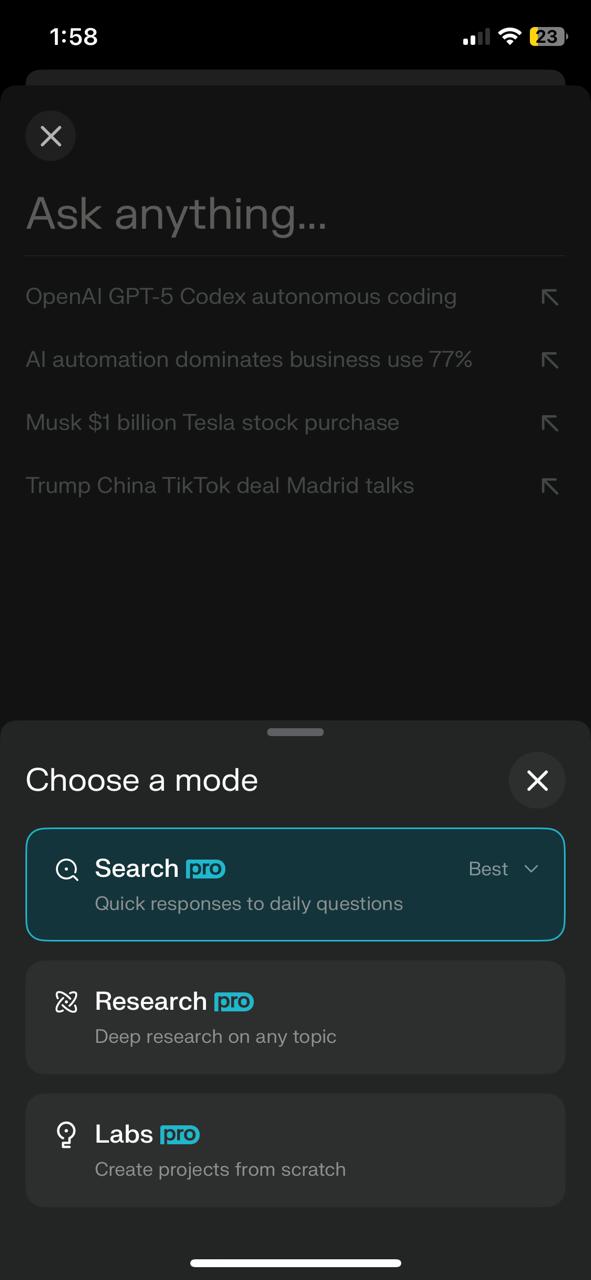 1:58
23
Ask anything...
OpenAI GPT-5 Codex autonomous coding
AI automation dominates business use 77%
Musk $1 billion Tesla stock purchase
Trump China TikTok deal Madrid talks
Choose a mode
Search pro Best
Quick responses to daily questions
Research pro
Deep research on any topic
Labs pro
Create projects from scratch